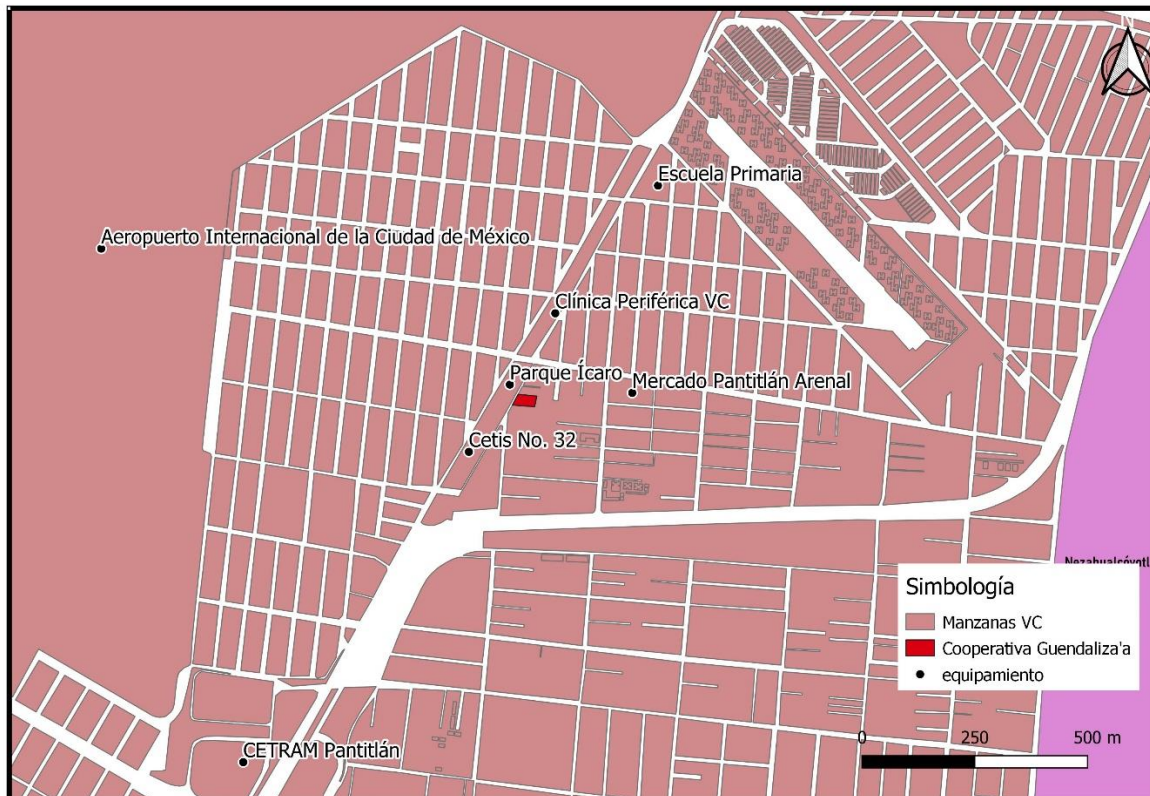 N
Escuela Primaria
Aeropuerto Internacional de la Ciudad de México
Clínica Periférica VC
Parque Ícaro
Mercado Pantitlán Arenal
Cetis No. 32
Simbología
Manzanas VC
Cooperativa Guendaliza'a
equipamiento
0 250 500 m
CETRAM Pantitlán